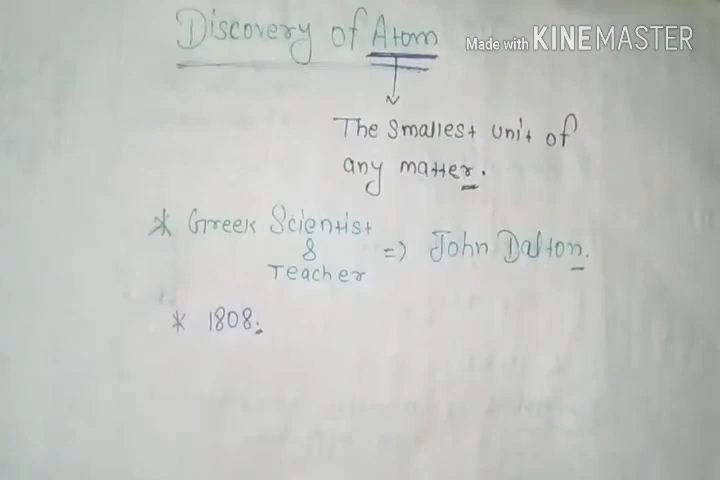 Discovery of Atom
Made with KINEMASTER
The smallest unit of
any matter.
* Greek Scientist
&
Teacher
=> John Dalton.
* 1808.